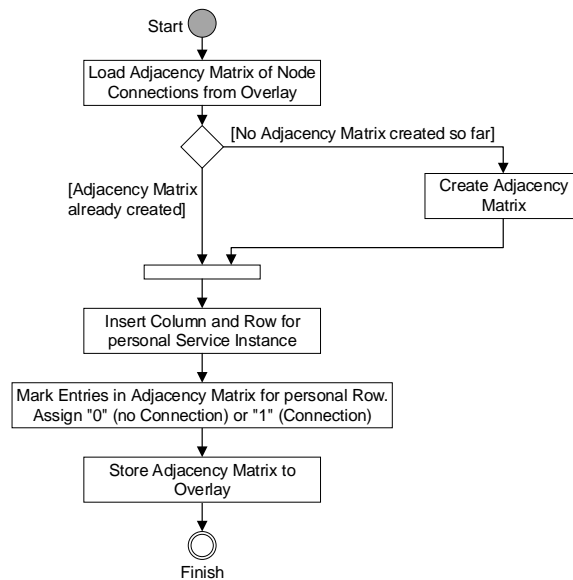 Start
Load Adjacency Matrix of Node
Connections from Overlay
[No Adjacency Matrix created so far]
[Adjacency Matrix
already created]
Create Adjacency
Matrix
Insert Column and Row for
personal Service Instance
Mark Entries in Adjacency Matrix for personal Row.
Assign "0" (no Connection) or "1" (Connection)
Store Adjacency Matrix to
Overlay
Finish